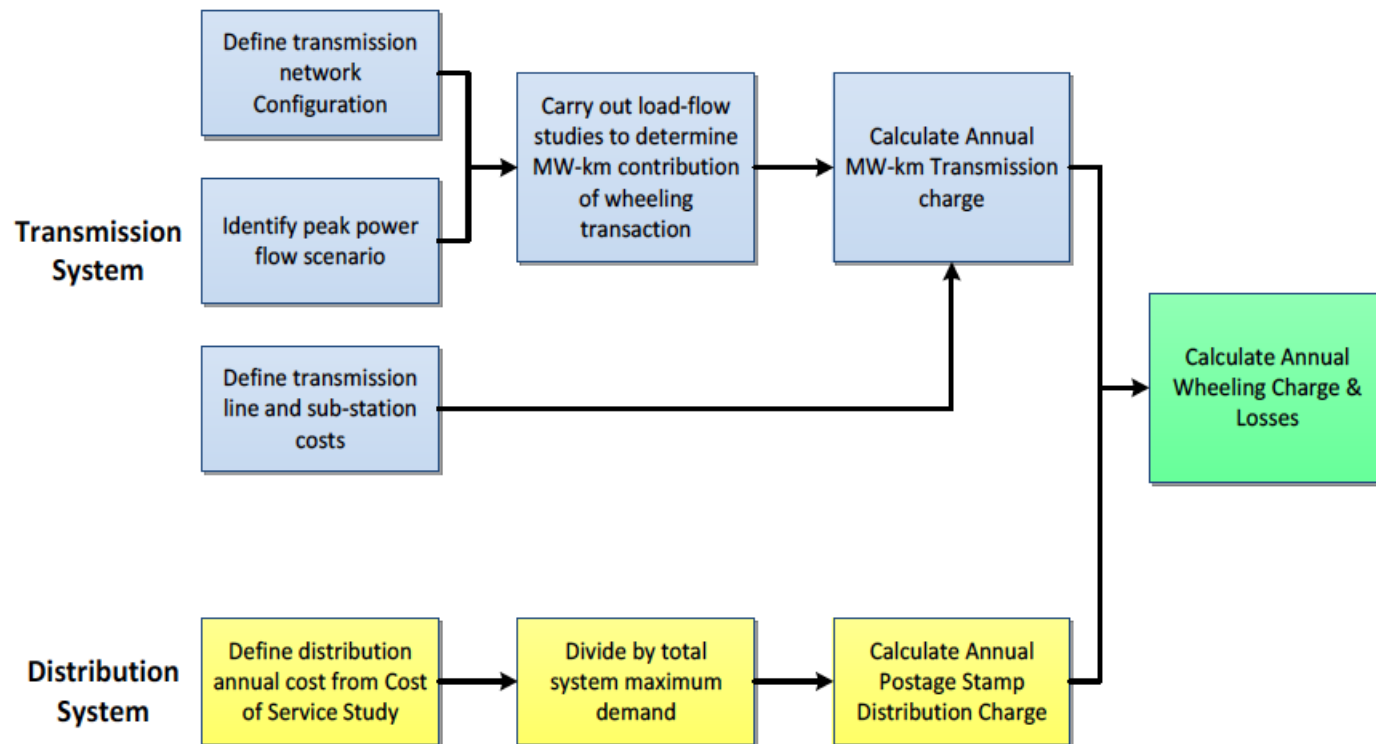 Define transmission
network
Configuration
Carry out load-flow
studies to determine
MW-km contribution
of wheeling
transaction
Calculate Annual
MW-km Transmission
charge
Transmission
System
Identify peak power
flow scenario
Define transmission
line and sub-station
costs
Calculate Annual
Wheeling Charge &
Losses
Distribution
System
Define distribution
annual cost from Cost
of Service Study
Divide by total
system maximum
demand
Calculate Annual
Postage Stamp
Distribution Charge